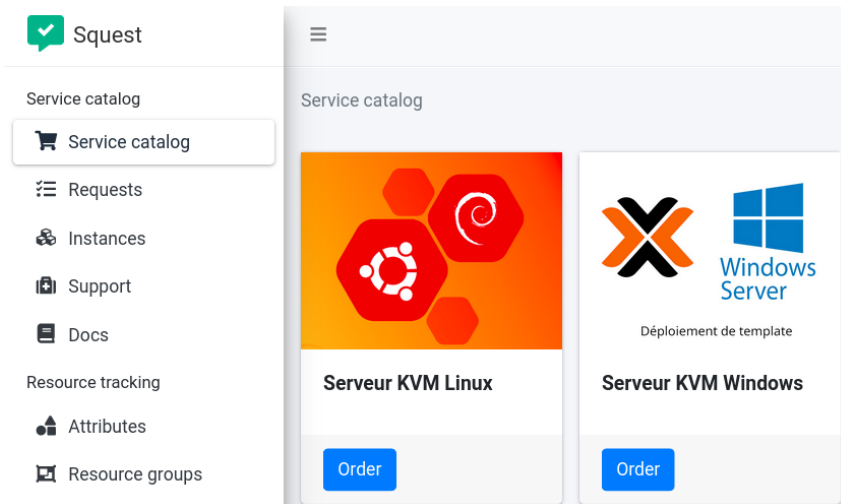 Squest
Service catalog
Service catalog
Requests
Instances
Support
Docs
Resource tracking
Attributes
Resource groups
Service catalog
Serveur KVM Linux
Order
Windows
Server
Déploiement de template
Serveur KVM Windows
Order